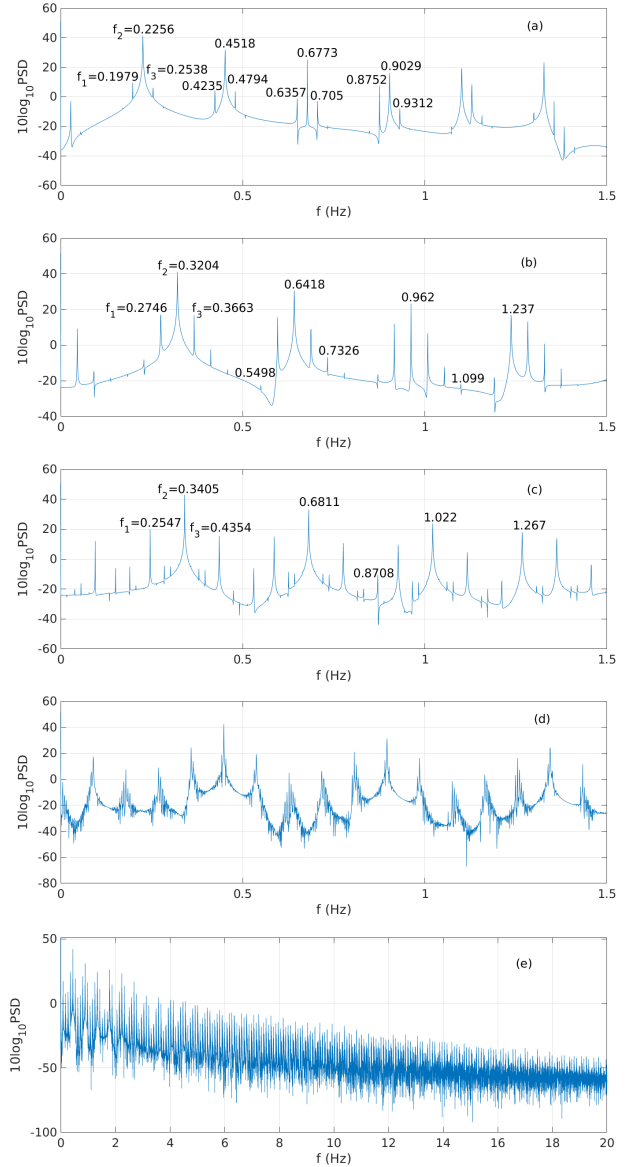 60
40
20
0
-20
-40
-60
10log10PSD
(a)
f2=0.2256
f1=0.1979
f3=0.2538
0.4518
0.4235
0.4794
0.6773
0.6357
0.705
0.9029
0.8752
0.9312
0 0.5 1 1.5
f (Hz)
60
40
20
0
-20
-40
10log10PSD
(b)
f2=0.3204
f1=0.2746
f3=0.3663
0.5498
0.6418
0.7326
0.962
1.099
1.237
0 0.5 1 1.5
f (Hz)
60
40
20
0
-20
-40
-60
10log10PSD
(c)
f2=0.3405
f1=0.2547
f3=0.4354
0.6811
0.8708
1.022
1.267
0 0.5 1 1.5
f (Hz)
60
40
20
0
-20
-40
-60
-80
10log10PSD
(d)
0 0.5 1 1.5
f (Hz)
50
0
-50
-100
10log10PSD
(e)
0 2 4 6 8 10 12 14 16 18 20
f (Hz)